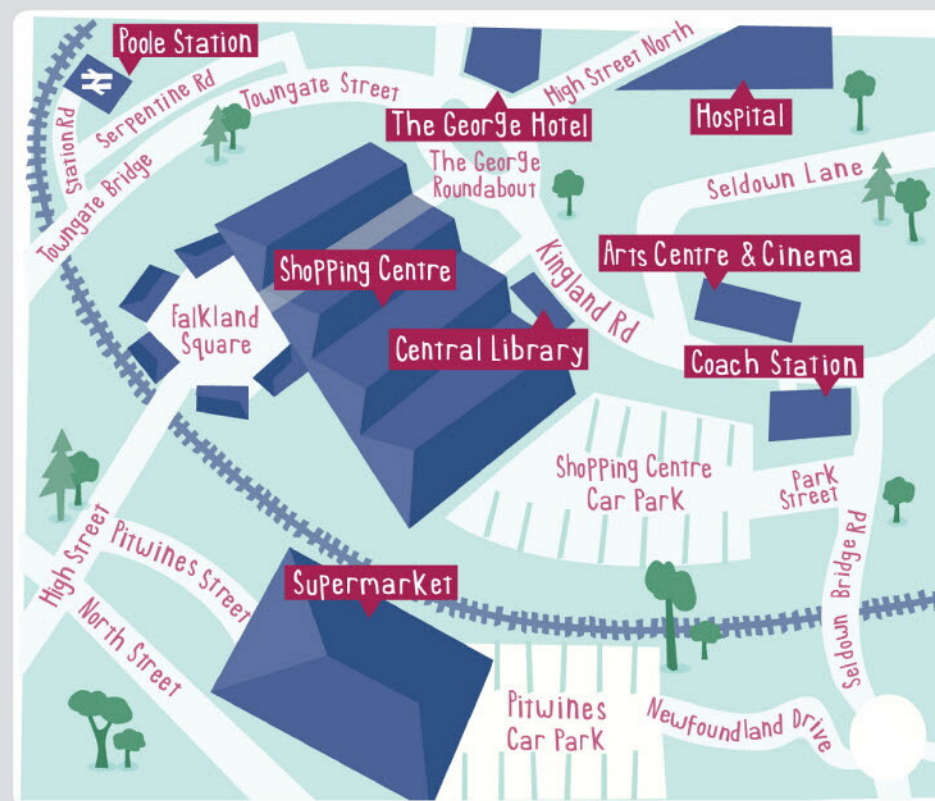 Poole Station
Serpentine Rd
Station Rd
Towngate Street
Towngate Bridge
High Street North
The George Hotel
Hospital
The George
Roundabout
Seldown Lane
Arts Centre & Cinema
Kingland Rd
Shopping Centre
Falkland
Square
Central Library
Coach Station
Shopping Centre
Car Park
Park
Street
High Street
Pitwines Street
Supermarket
Seldown Bridge Rd
North Street
Pitwines
Car Park
Newfoundland Drive